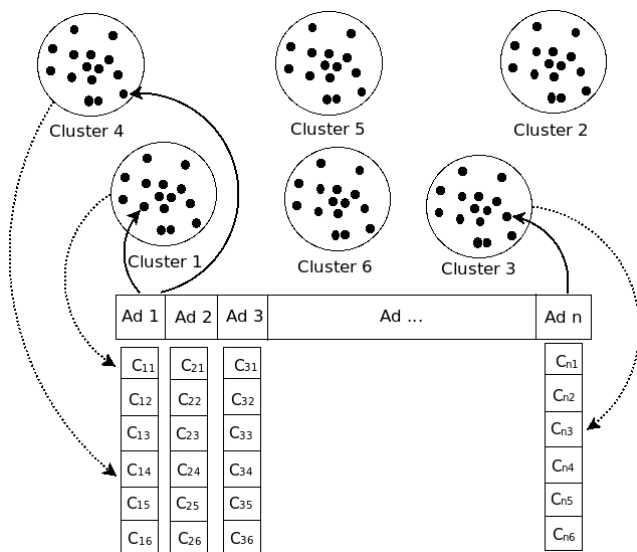 Cluster 4
Cluster 5
Cluster 2
Cluster 1
Cluster 6
Cluster 3
Ad 1 Ad 2 Ad 3 Ad ... Ad n
C₁₁ C₂₁ C₃₁ Cₙ₁
C₁₂ C₂₂ C₃₂ Cₙ₂
C₁₃ C₂₃ C₃₃ Cₙ₃
C₁₄ C₂₄ C₃₄ Cₙ₄
C₁₅ C₂₅ C₃₅ Cₙ₅
C₁₆ C₂₆ C₃₆ Cₙ₆